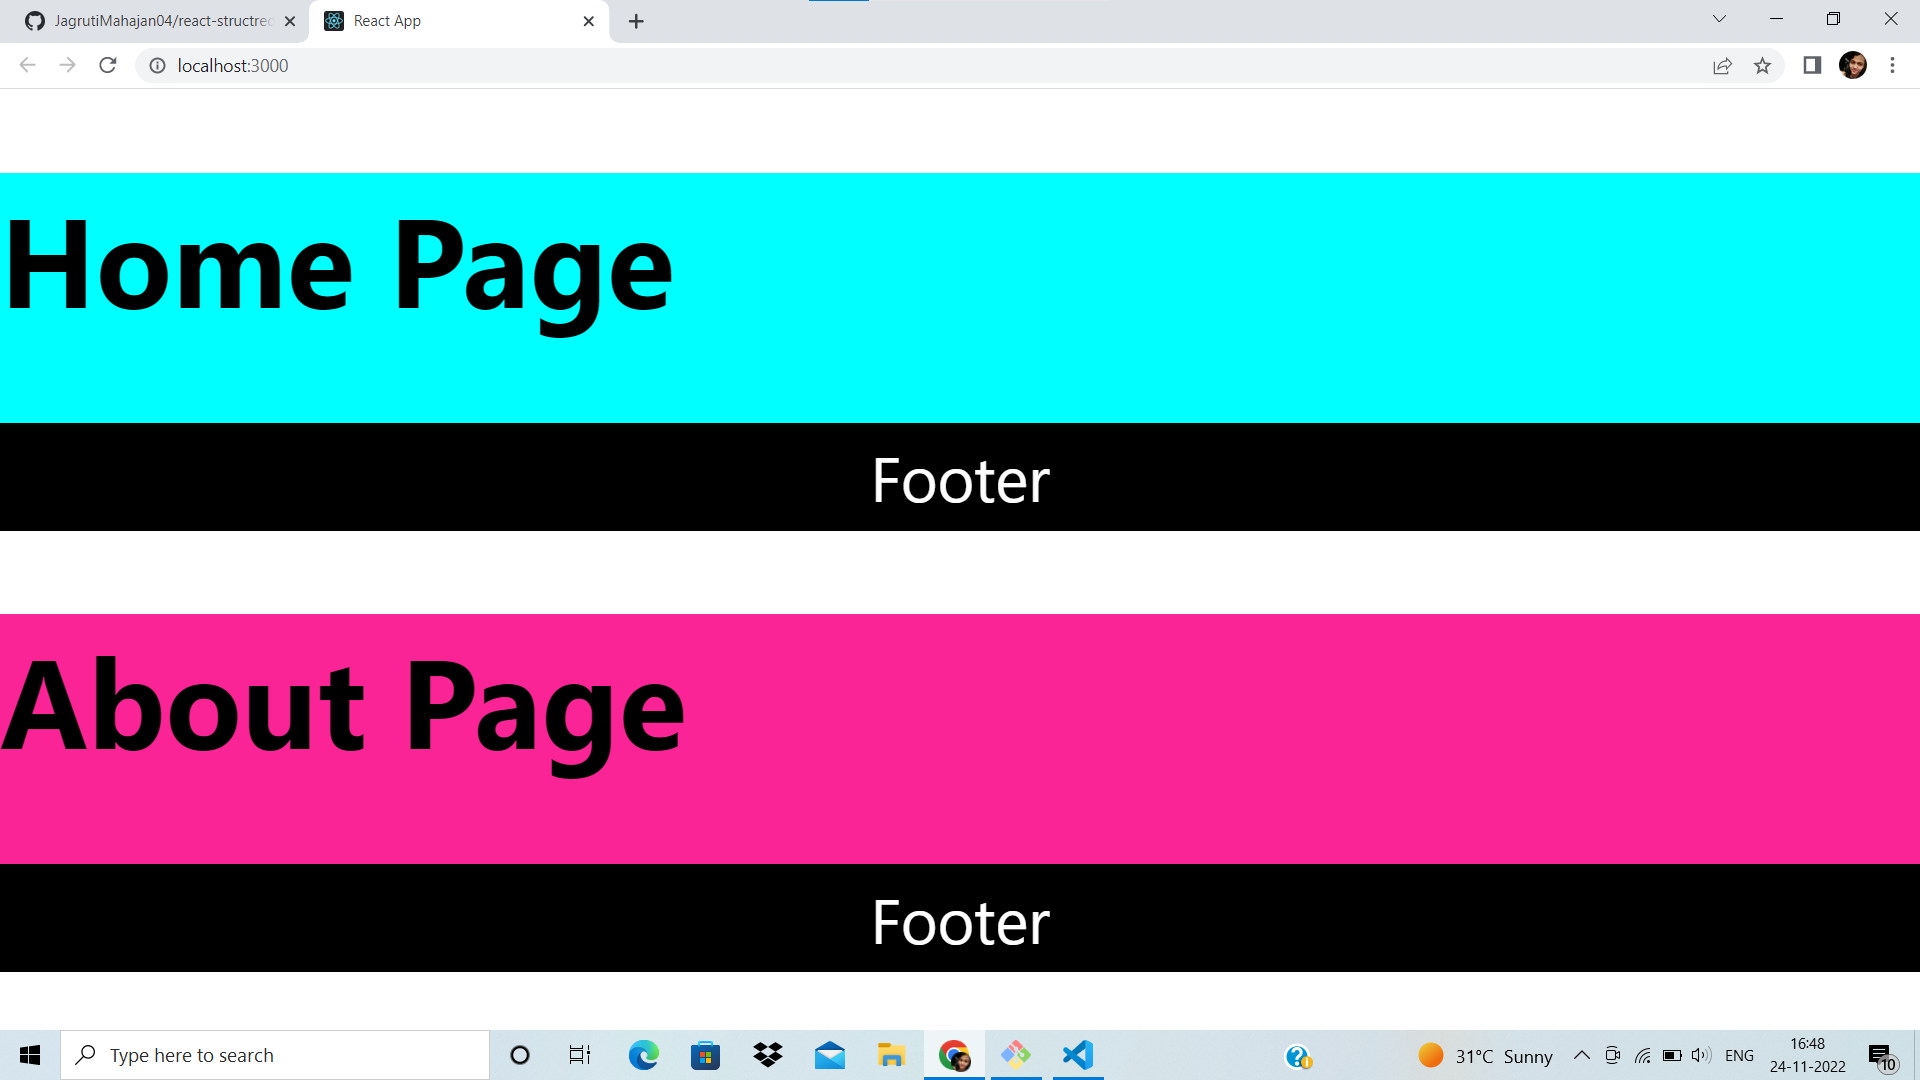 JagrutiMahajan04/react-structred
React App
localhost:3000
Home Page
Footer
About Page
Footer
Type here to search
31°C Sunny
ENG
16:48
24-11-2022
10